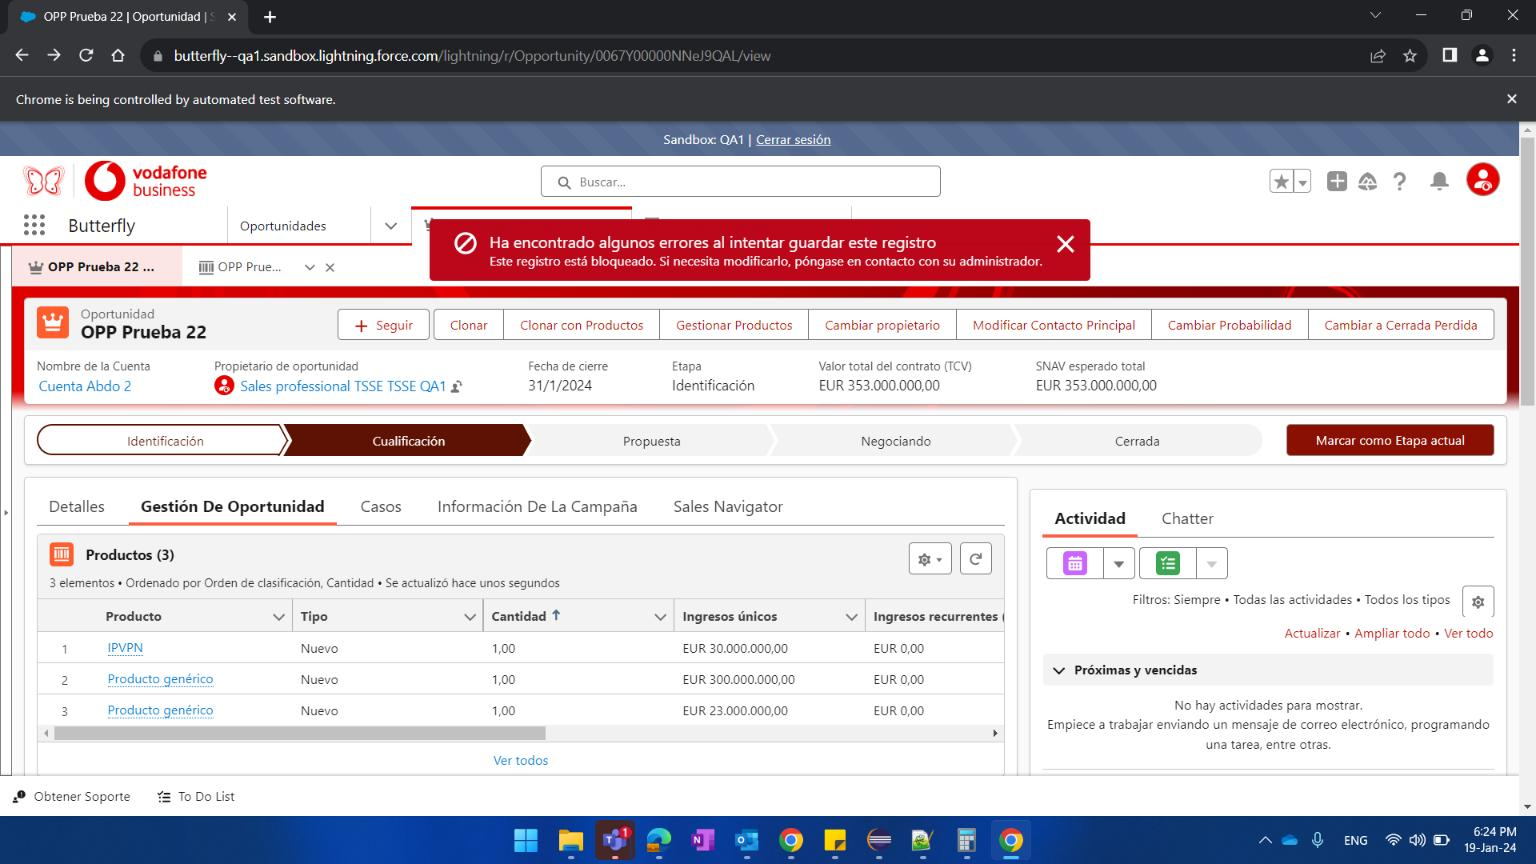 OPP Prueba 22 | Oportunidad | S
butterfly--qa1.sandbox.lightning.force.com/lightning/r/Opportunity/0067Y00000NNeJ9QAL/view
Chrome is being controlled by automated test software.
Sandbox: QA1 | Cerrar sesión
vodafone
business
Buscar...
Butterfly
Oportunidades
Ha encontrado algunos errores al intentar guardar este registro
Este registro está bloqueado. Si necesita modificarlo, póngase en contacto con su administrador.
OPP Prueba 22 ...
OPP Prue...
Oportunidad
OPP Prueba 22
Seguir
Clonar
Clonar con Productos
Gestionar Productos
Cambiar propietario
Modificar Contacto Principal
Cambiar Probabilidad
Cambiar a Cerrada Perdida
Nombre de la Cuenta
Cuenta Abdo 2
Propietario de oportunidad
Sales professional TSSE TSSE QA1
Fecha de cierre
31/1/2024
Etapa
Identificación
Valor total del contrato (TCV)
EUR 353.000.000,00
SNAV esperado total
EUR 353.000.000,00
Identificación
Cualificación
Propuesta
Negociando
Cerrada
Marcar como Etapa actual
Detalles
Gestión De Oportunidad
Casos
Información De La Campaña
Sales Navigator
Productos (3)
3 elementos • Ordenado por Orden de clasificación, Cantidad • Se actualizó hace unos segundos
Producto Tipo Cantidad Ingresos únicos Ingresos recurrentes (
1 IPVPN Nuevo 1,00 EUR 30.000.000,00 EUR 0,00
2 Producto genérico Nuevo 1,00 EUR 300.000.000,00 EUR 0,00
3 Producto genérico Nuevo 1,00 EUR 23.000.000,00 EUR 0,00
Ver todos
Actividad
Chatter
Filtros: Siempre • Todas las actividades • Todos los tipos
Actualizar • Ampliar todo • Ver todo
Próximas y vencidas
No hay actividades para mostrar.
Empiece a trabajar enviando un mensaje de correo electrónico, programando
una tarea, entre otras.
Obtener Soporte
To Do List
1
ENG
6:24 PM
19-Jan-24